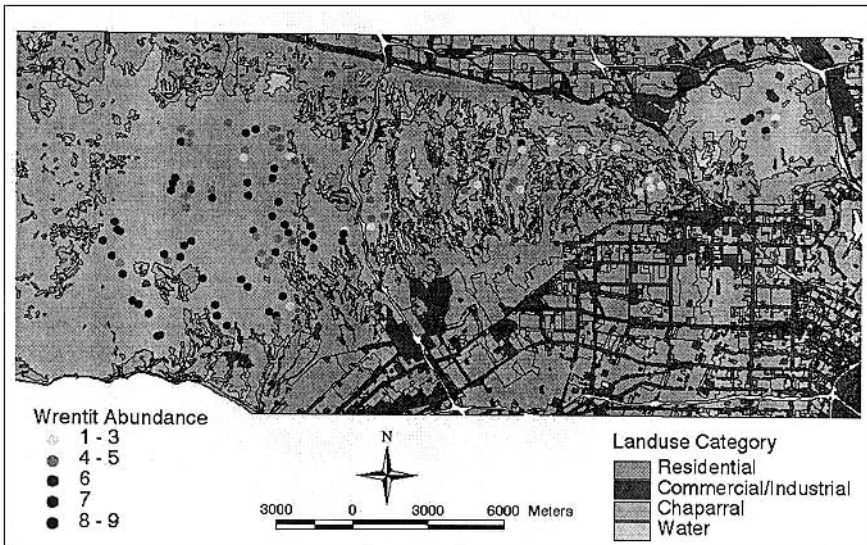 Wrentit Abundance
1 - 3
4 - 5
6
7
8 - 9
N
3000 0 3000 6000 Meters
Landuse Category
Residential
Commercial/Industrial
Chaparral
Water